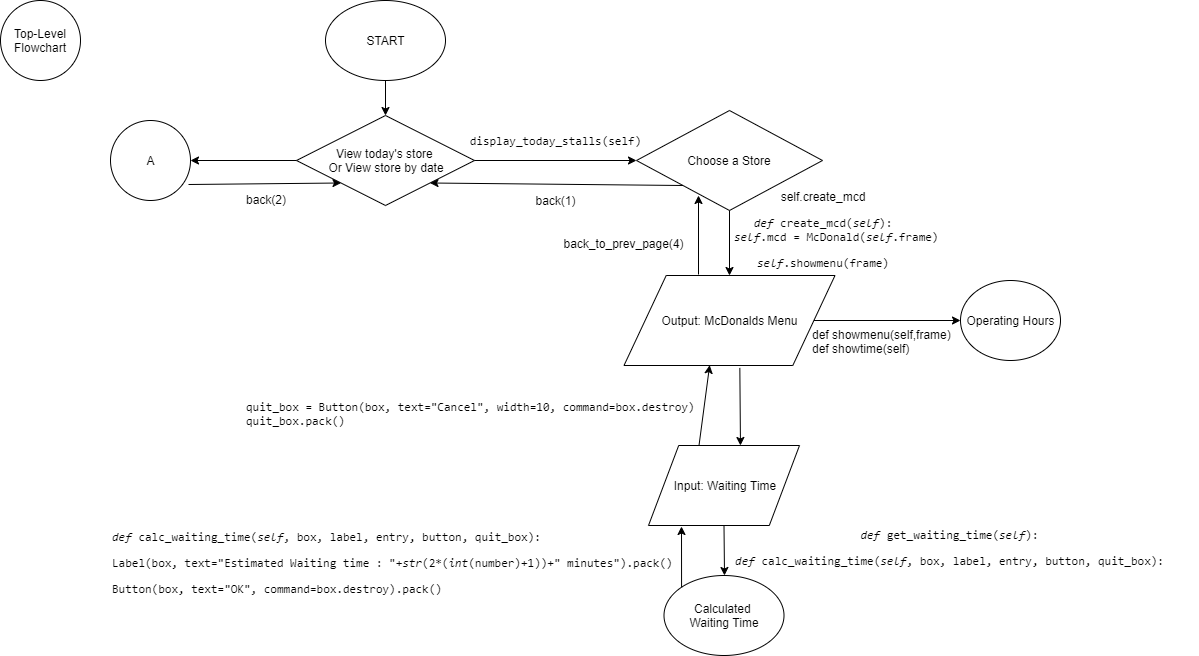 Top-Level
Flowchart
START
A
View today's store
Or View store by date
display_today_stalls(self)
Choose a Store
back(2)
back(1)
self.create_mcd
def create_mcd(self):
self.mcd = McDonald(self.frame)
back_to_prev_page(4)
self.showmenu(frame)
Output: McDonalds Menu
Operating Hours
def showmenu(self,frame)
def showtime(self)
quit_box = Button(box, text="Cancel", width=10, command=box.destroy)
quit_box.pack()
Input: Waiting Time
def calc_waiting_time(self, box, label, entry, button, quit_box):
Label(box, text="Estimated Waiting time : "+str(2*(int(number)+1))+" minutes").pack()
Button(box, text="OK", command=box.destroy).pack()
def get_waiting_time(self):
def calc_waiting_time(self, box, label, entry, button, quit_box):
Calculated
Waiting Time